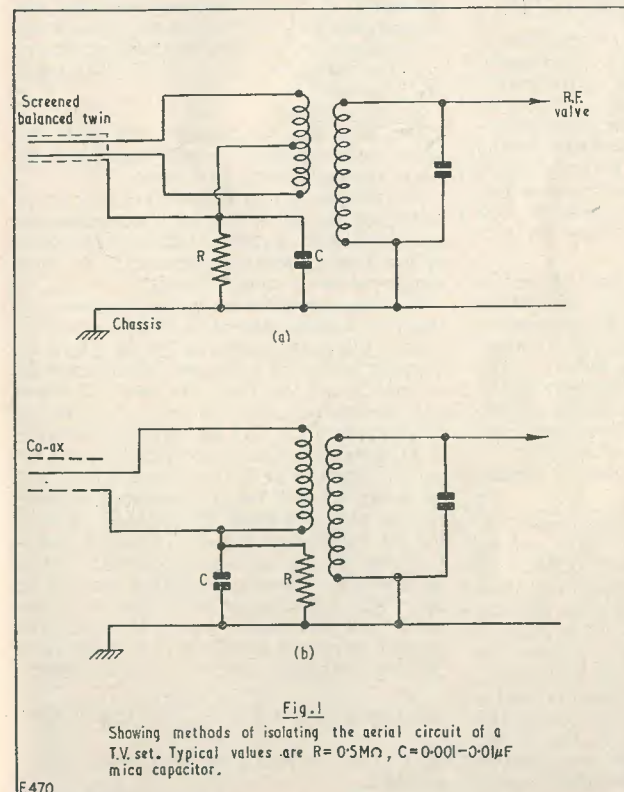 Screened
balanced twin
R.F.
valve
R
C
Chassis
(a)
Co-ax
C
R
(b)
Fig.1
Showing methods of isolating the aerial circuit of a
T.V. set. Typical values are R= 0·5MΩ, C=0·001-0·01μF
mica capacitor.
E470